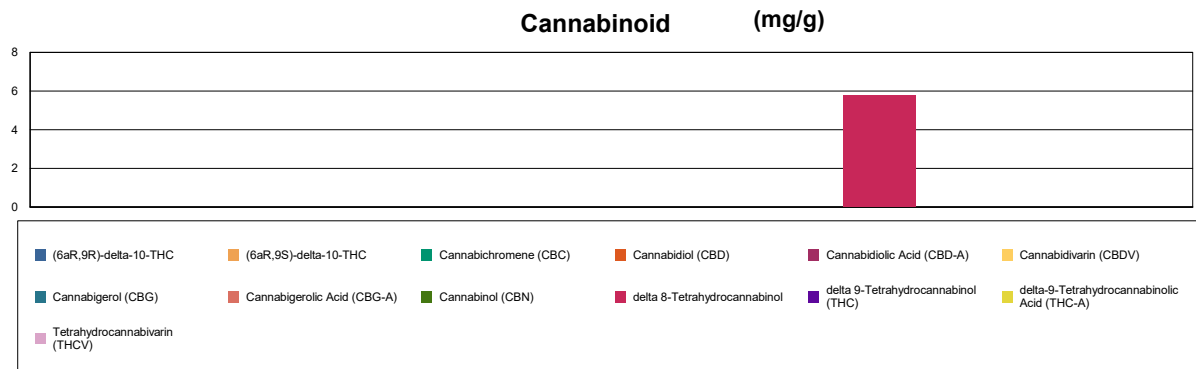 Cannabinoid (mg/g)
8
6
4
2
0
(6aR,9R)-delta-10-THC
(6aR,9S)-delta-10-THC
Cannabichromene (CBC)
Cannabidiol (CBD)
Cannabidiolic Acid (CBD-A)
Cannabidivarin (CBDV)
Cannabigerol (CBG)
Cannabigerolic Acid (CBG-A)
Cannabinol (CBN)
delta 8-Tetrahydrocannabinol
delta 9-Tetrahydrocannabinol
(THC)
delta-9-Tetrahydrocannabinolic
Acid (THC-A)
Tetrahydrocannabivarin
(THCV)